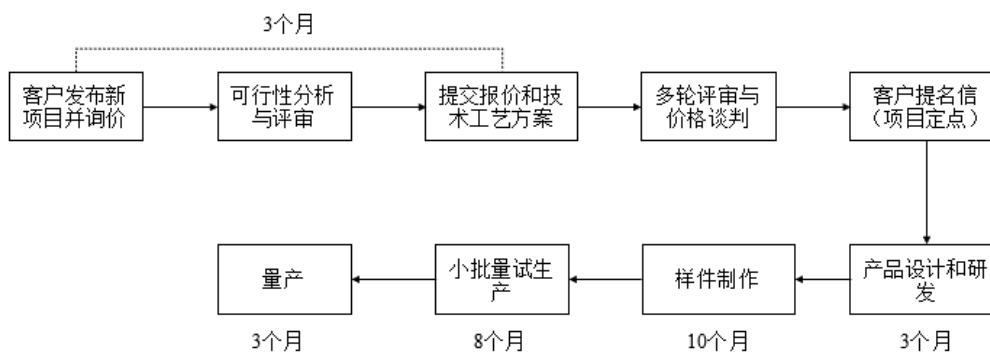 3个月
客户发布新
项目并询价
可行性分析
与评审
提交报价和技
术工艺方案
多轮评审与
价格谈判
客户提名信
（项目定点）
产品设计和研
发
样件制作
小批量试生
产
量产
3个月
8个月
10个月
3个月